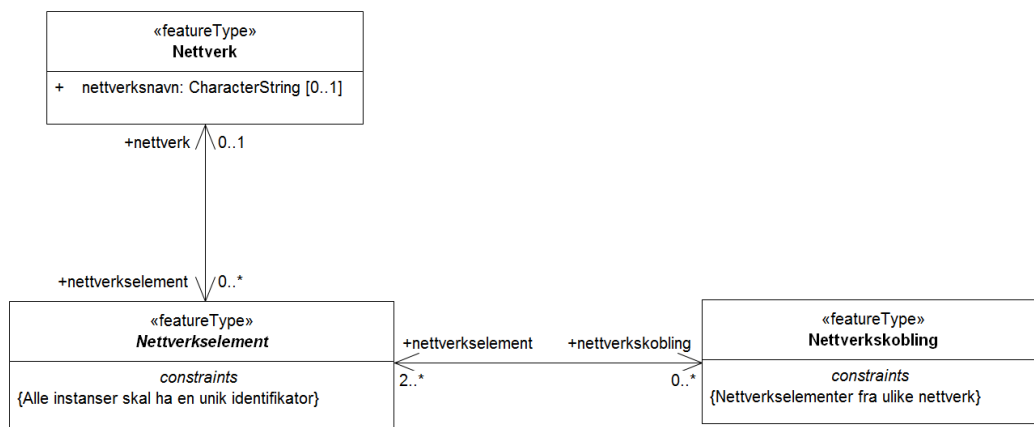 «featureType»
Nettverk
+ nettverksnavn: CharacterString [0..1]
+nettverk 0..1
+nettverkselement 0..*
«featureType»
Nettverkselement
constraints
{Alle instanser skal ha en unik identifikator}
+nettverkselement +nettverkskobling
2..* 0..*
«featureType»
Nettverkskobling
constraints
{Nettverkselementer fra ulike nettverk}